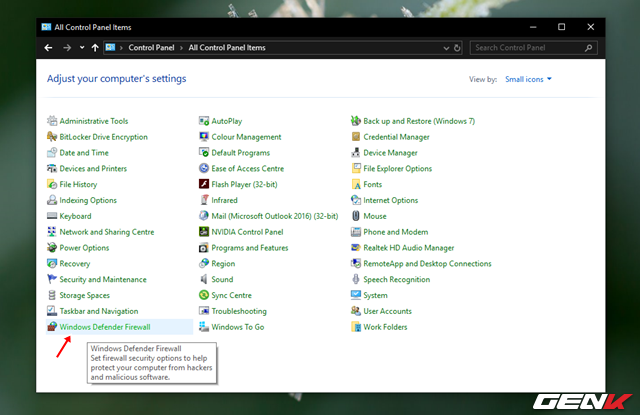 All Control Panel Items
Control Panel > All Control Panel Items
Search Control Panel
Adjust your computer's settings
View by: Small icons
Administrative Tools
BitLocker Drive Encryption
Date and Time
Devices and Printers
File History
Indexing Options
Keyboard
Network and Sharing Centre
Power Options
Recovery
Security and Maintenance
Storage Spaces
Taskbar and Navigation
Windows Defender Firewall
AutoPlay
Colour Management
Default Programs
Ease of Access Centre
Flash Player (32-bit)
Infrared
Mail (Microsoft Outlook 2016) (32-bit)
NVIDIA Control Panel
Programs and Features
Region
Sound
Sync Centre
Troubleshooting
Windows To Go
Back up and Restore (Windows 7)
Credential Manager
Device Manager
File Explorer Options
Fonts
Internet Options
Mouse
Phone and Modem
Realtek HD Audio Manager
RemoteApp and Desktop Connections
Speech Recognition
System
User Accounts
Work Folders
Windows Defender Firewall
Set firewall security options to help
protect your computer from hackers
and malicious software.
GENK